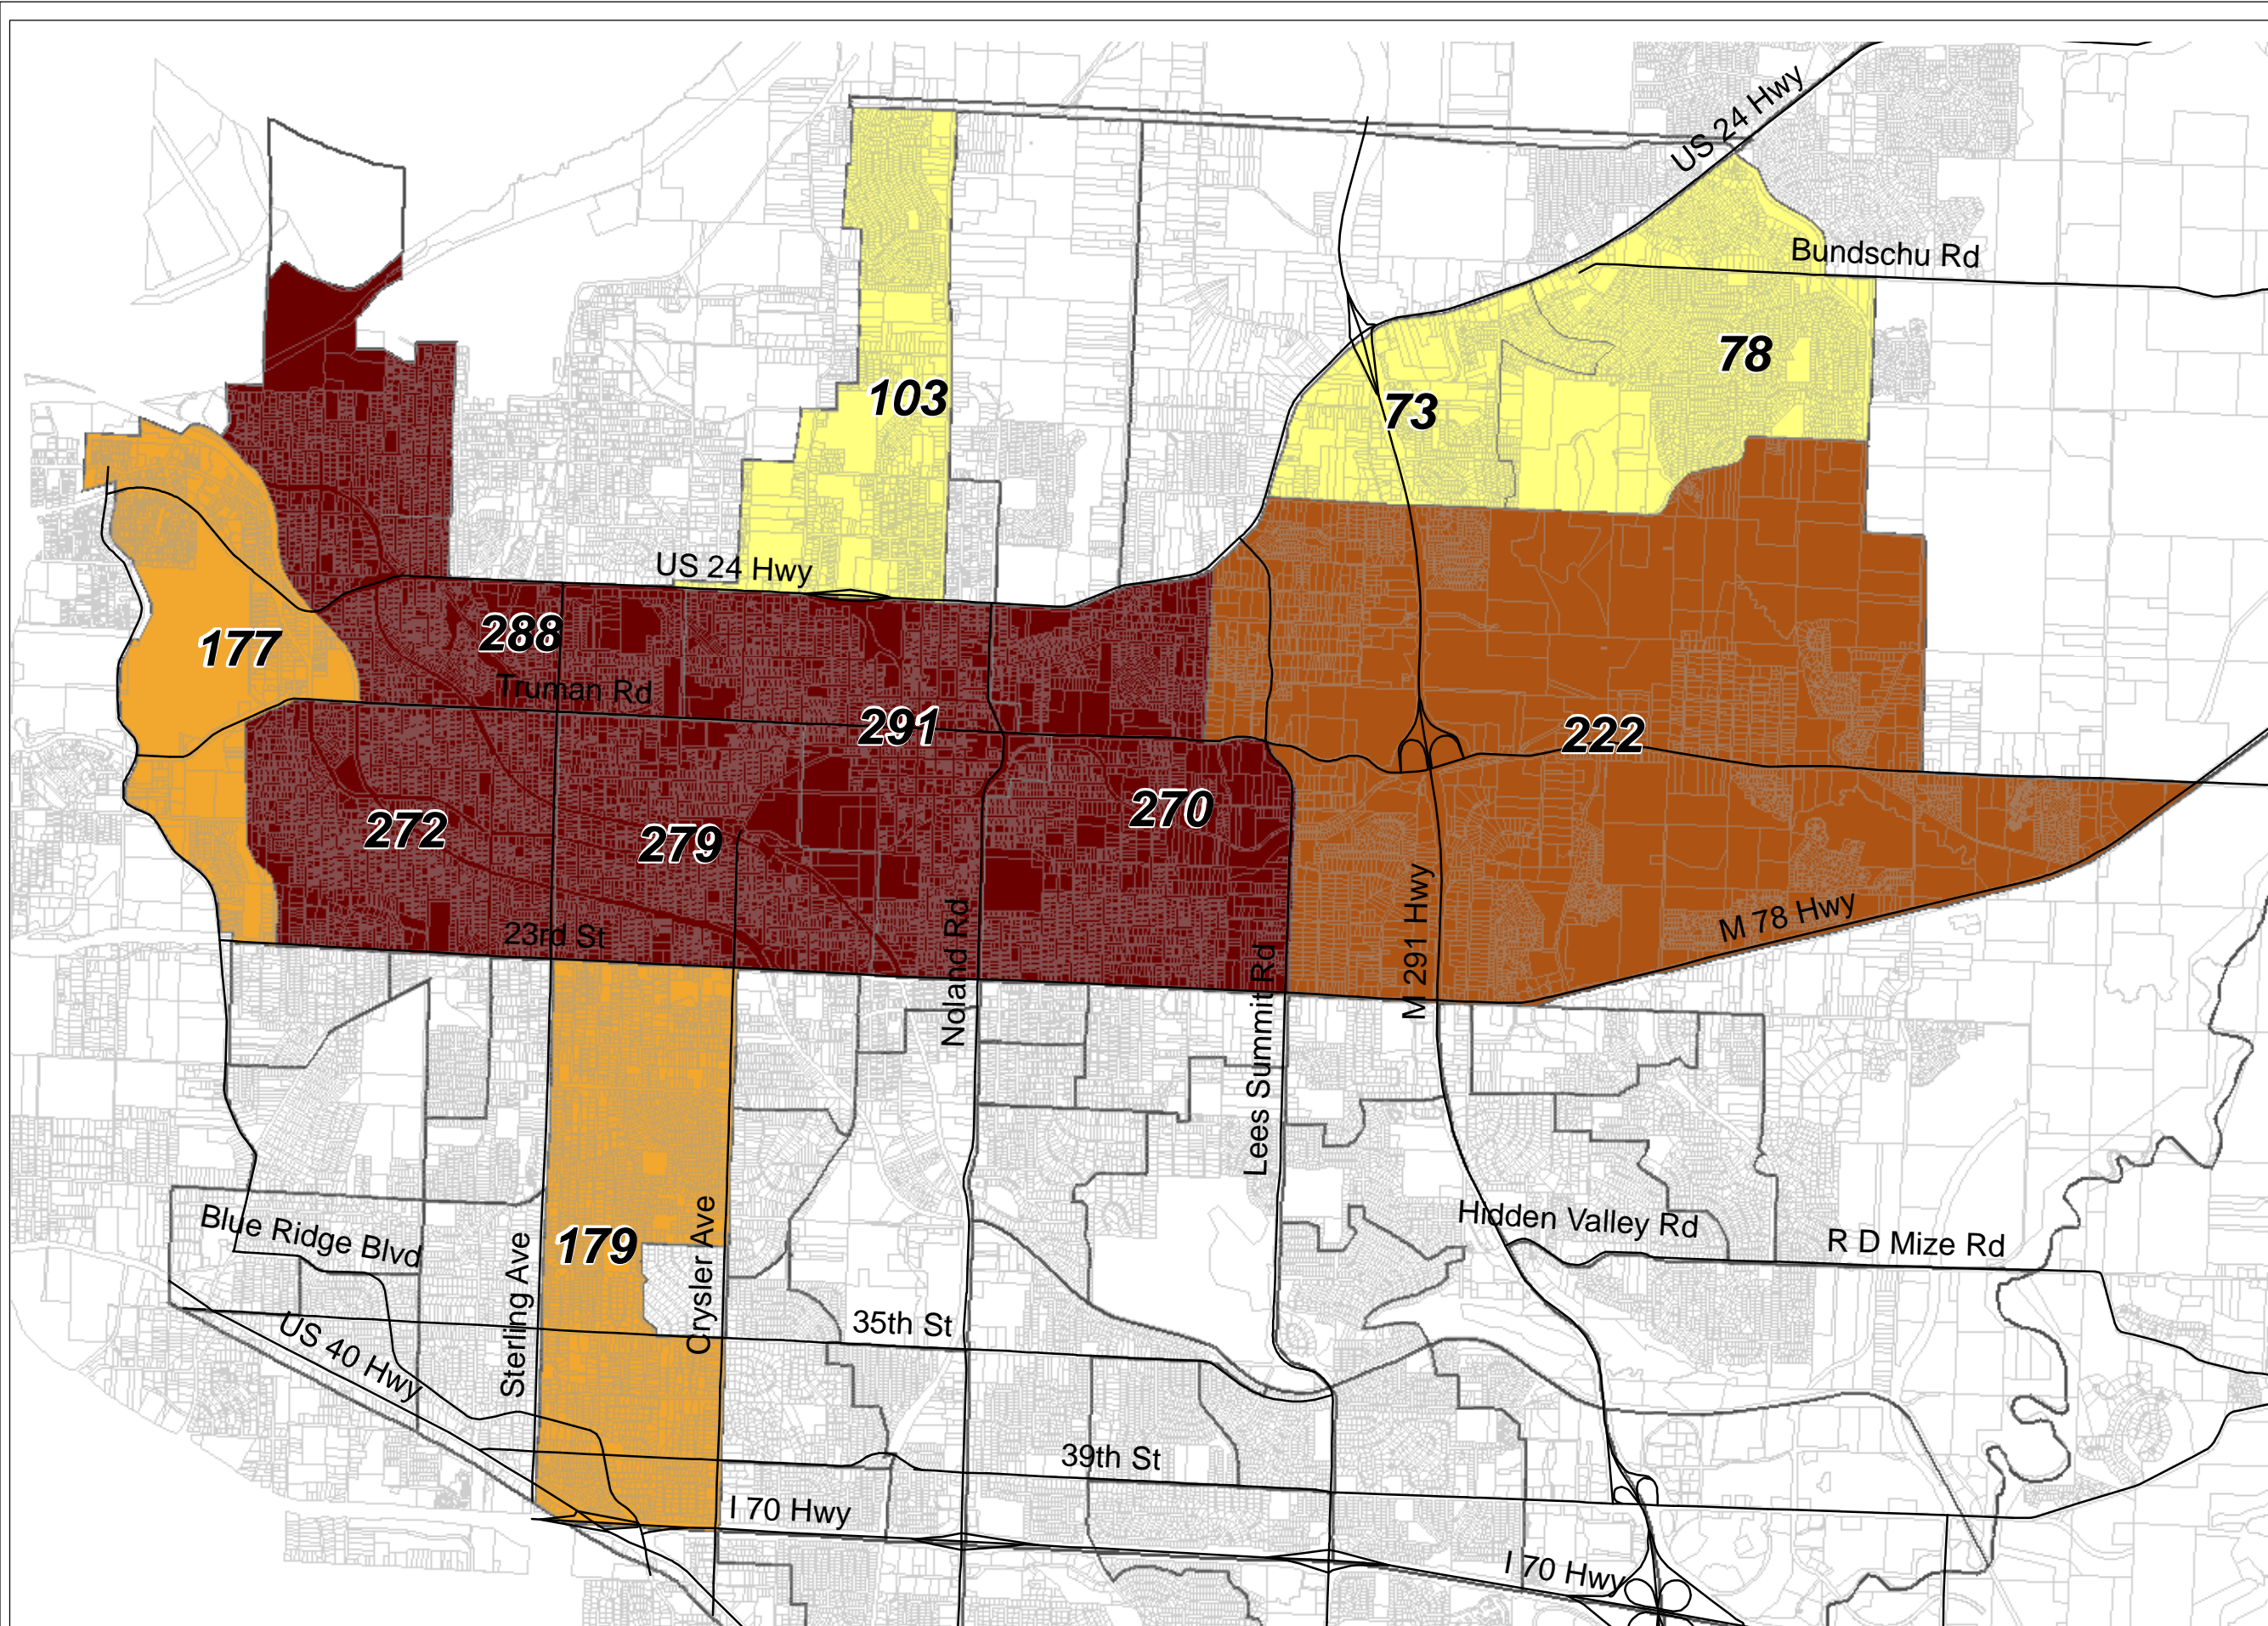 US 24 Hwy
Bundschu Rd
78
103
73
US 24 Hwy
288
177
Truman Rd
291
222
270
272
279
M 78 Hwy
23rd St
Noland Rd
M 291 Hwy
Lees Summit Rd
Blue Ridge Blvd
179
Crysler Ave
Sterling Ave
Hidden Valley Rd
R D Mize Rd
35th St
US 40 Hwy
39th St
I 70 Hwy
I 70 Hwy